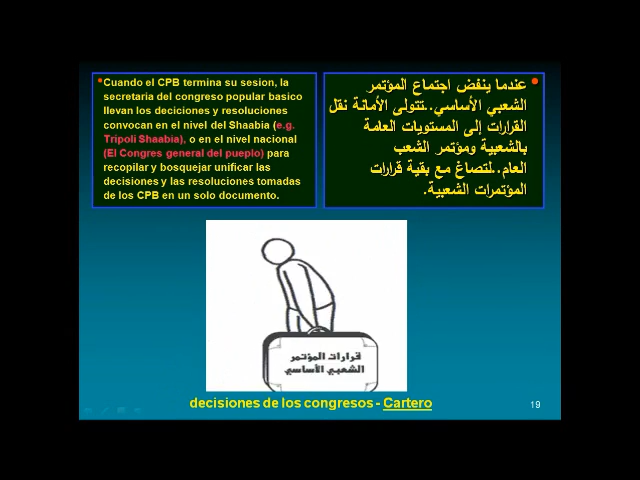 •Cuando el CPB termina su sesion, la
secretaria del congreso popular basico
llevan los deciciones y resoluciones
convocan en el nivel del Shaabia (e.g.
Tripoli Shaabia), o en el nivel nacional
(El Congres general del pueplo) para
recopilar y bosquejar unificar las
decisiones y las resoluciones tomadas
de los CPB en un solo documento.
•عندما ينفض اجتماع المؤتمر
الشعبي الأساسي..تتولى الأمانة نقل
القرارات إلى المستويات العامة
بالشعبية ومؤتمر الشعب
العام..لتصاغ مع بقية قرارات
المؤتمرات الشعبية.
قرارات المؤتمر
الشعبي الأساسي
decisiones de los congresos - Cartero
19